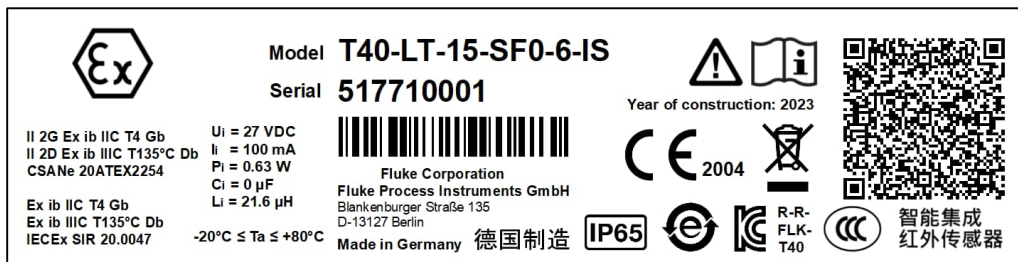 Ex
Model T40-LT-15-SF0-6-IS
Serial 517710001
II 2G Ex ib IIC T4 Gb
II 2D Ex ib IIIC T135°C Db
CSANe 20ATEX2254
Ex ib IIC T4 Gb
Ex ib IIIC T135°C Db
IECEx SIR 20.0047
Ui = 27 VDC
Ii = 100 mA
Pi = 0.63 W
Ci = 0 µF
Li = 21.6 µH
-20°C ≤ Ta ≤ +80°C
Fluke Corporation
Fluke Process Instruments GmbH
Blankenburger Straße 135
D-13127 Berlin
Made in Germany 德国制造
Year of construction: 2023
CE 2004
IP65
e
KC
R-R-
FLK-
T40
CCC
智能集成
红外传感器